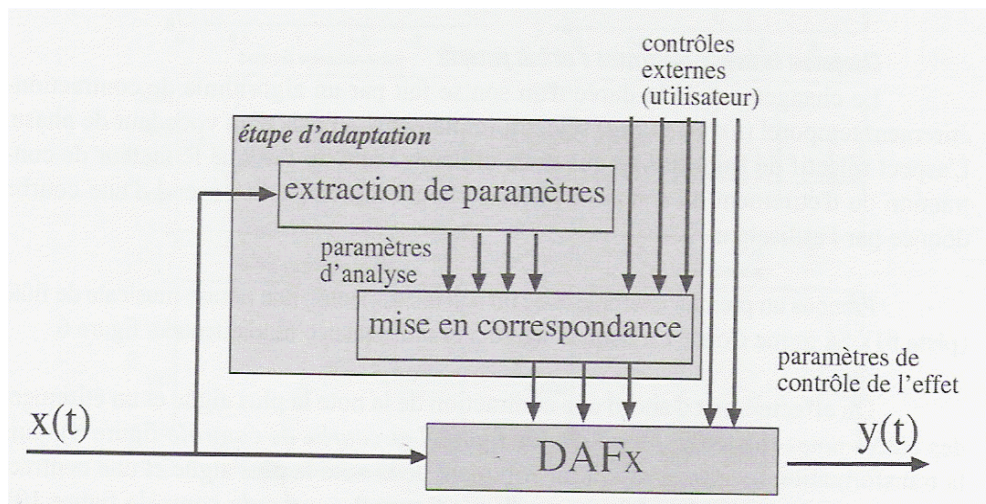 contrôles
externes
(utilisateur)
étape d'adaptation
extraction de paramètres
paramètres
d'analyse
mise en correspondance
paramètres de
contrôle de l'effet
x(t)
y(t)
DAFx